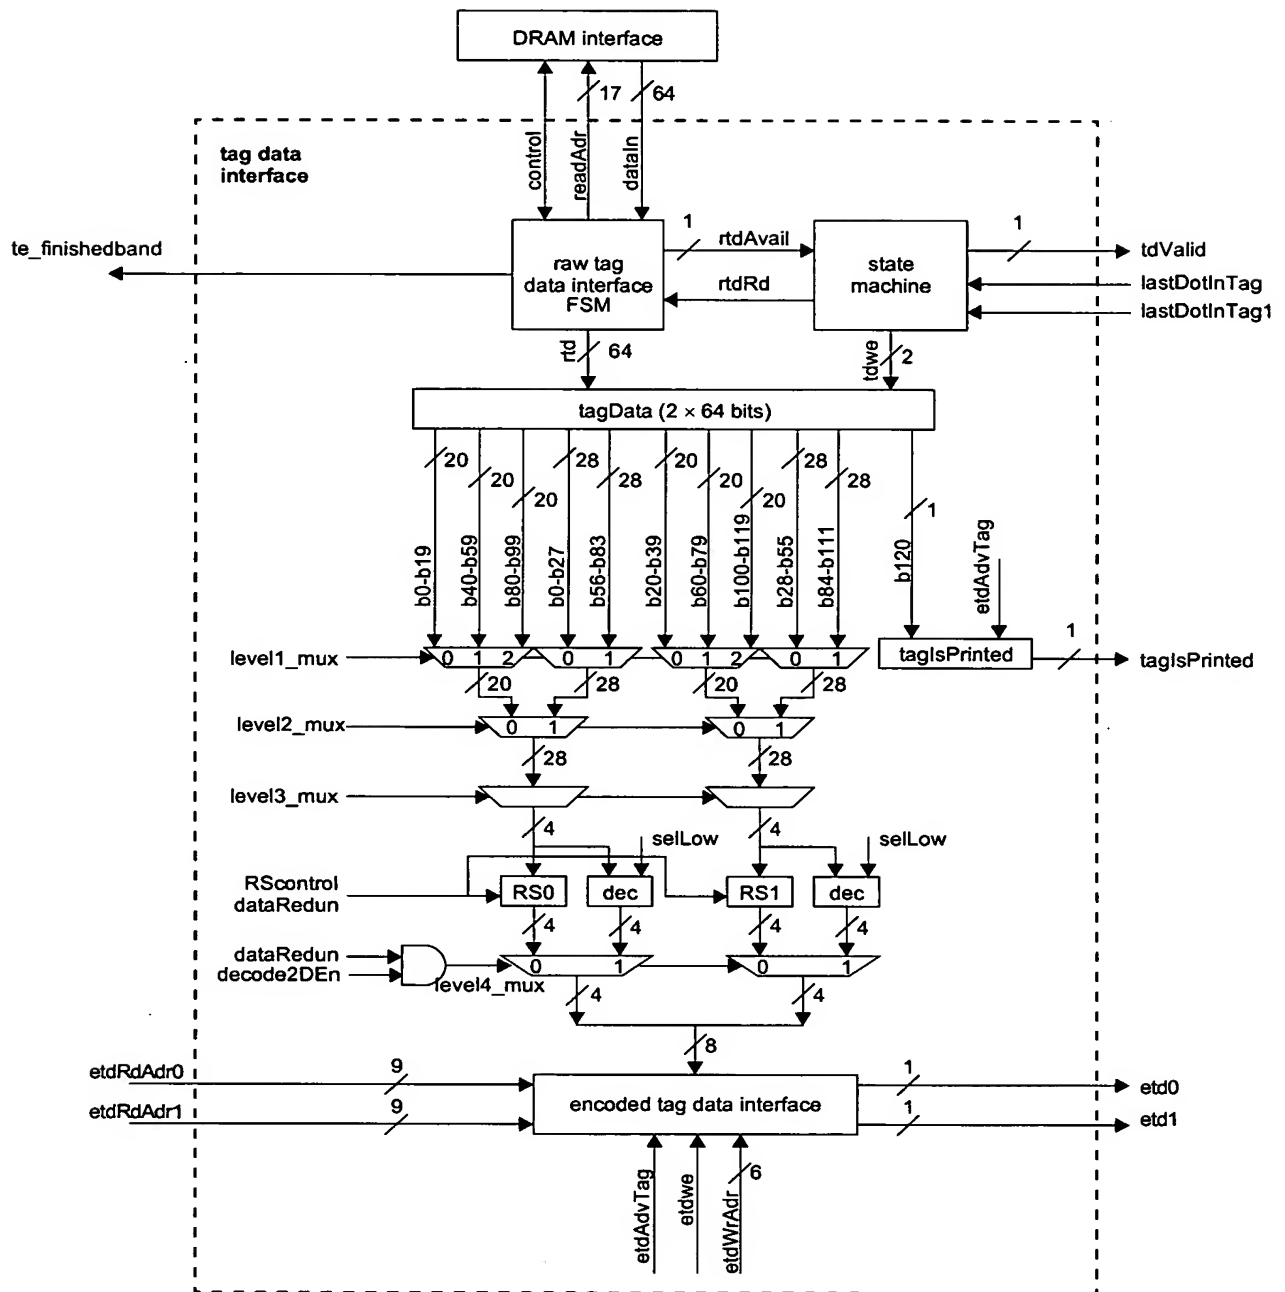 DRAM interface
17
64
tag data
interface
control
readAdr
dataIn
1
1
te_finishedband
rtdAvail
tdValid
raw tag
data interface
FSM
state
machine
rtdRd
lastDotInTag
lastDotInTag1
rtd
64
tdwe
2
tagData (2 × 64 bits)
20
28
20
28
20
28
20
28
20
20
1
b0-b19
b40-b59
b80-b99
b0-b27
b56-b83
b20-b39
b60-b79
b100-b119
b28-b55
b84-b111
b120
etdAdvTag
level1_mux
0 1 2
0 1
0 1 2
0 1
tagIsPrinted
1
tagIsPrinted
20
28
20
28
level2_mux
0 1
0 1
28
28
level3_mux
4
4
selLow
selLow
RScontrol
dataRedun
RS0
dec
RS1
dec
4
4
4
4
dataRedun
decode2DEn
level4_mux
0 1
0 1
4
4
8
etdRdAdr0
9
1
etd0
encoded tag data interface
etdRdAdr1
9
1
etd1
etdAdvTag
etdwe
etdWrAdr
6